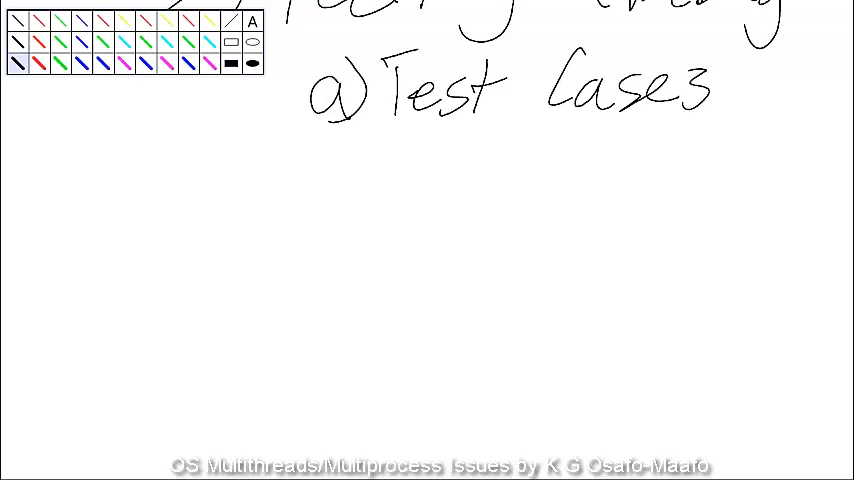 A
a) Test Cases
OS Multithreads/Multiprocess Issues by K G Osafo-Maafo